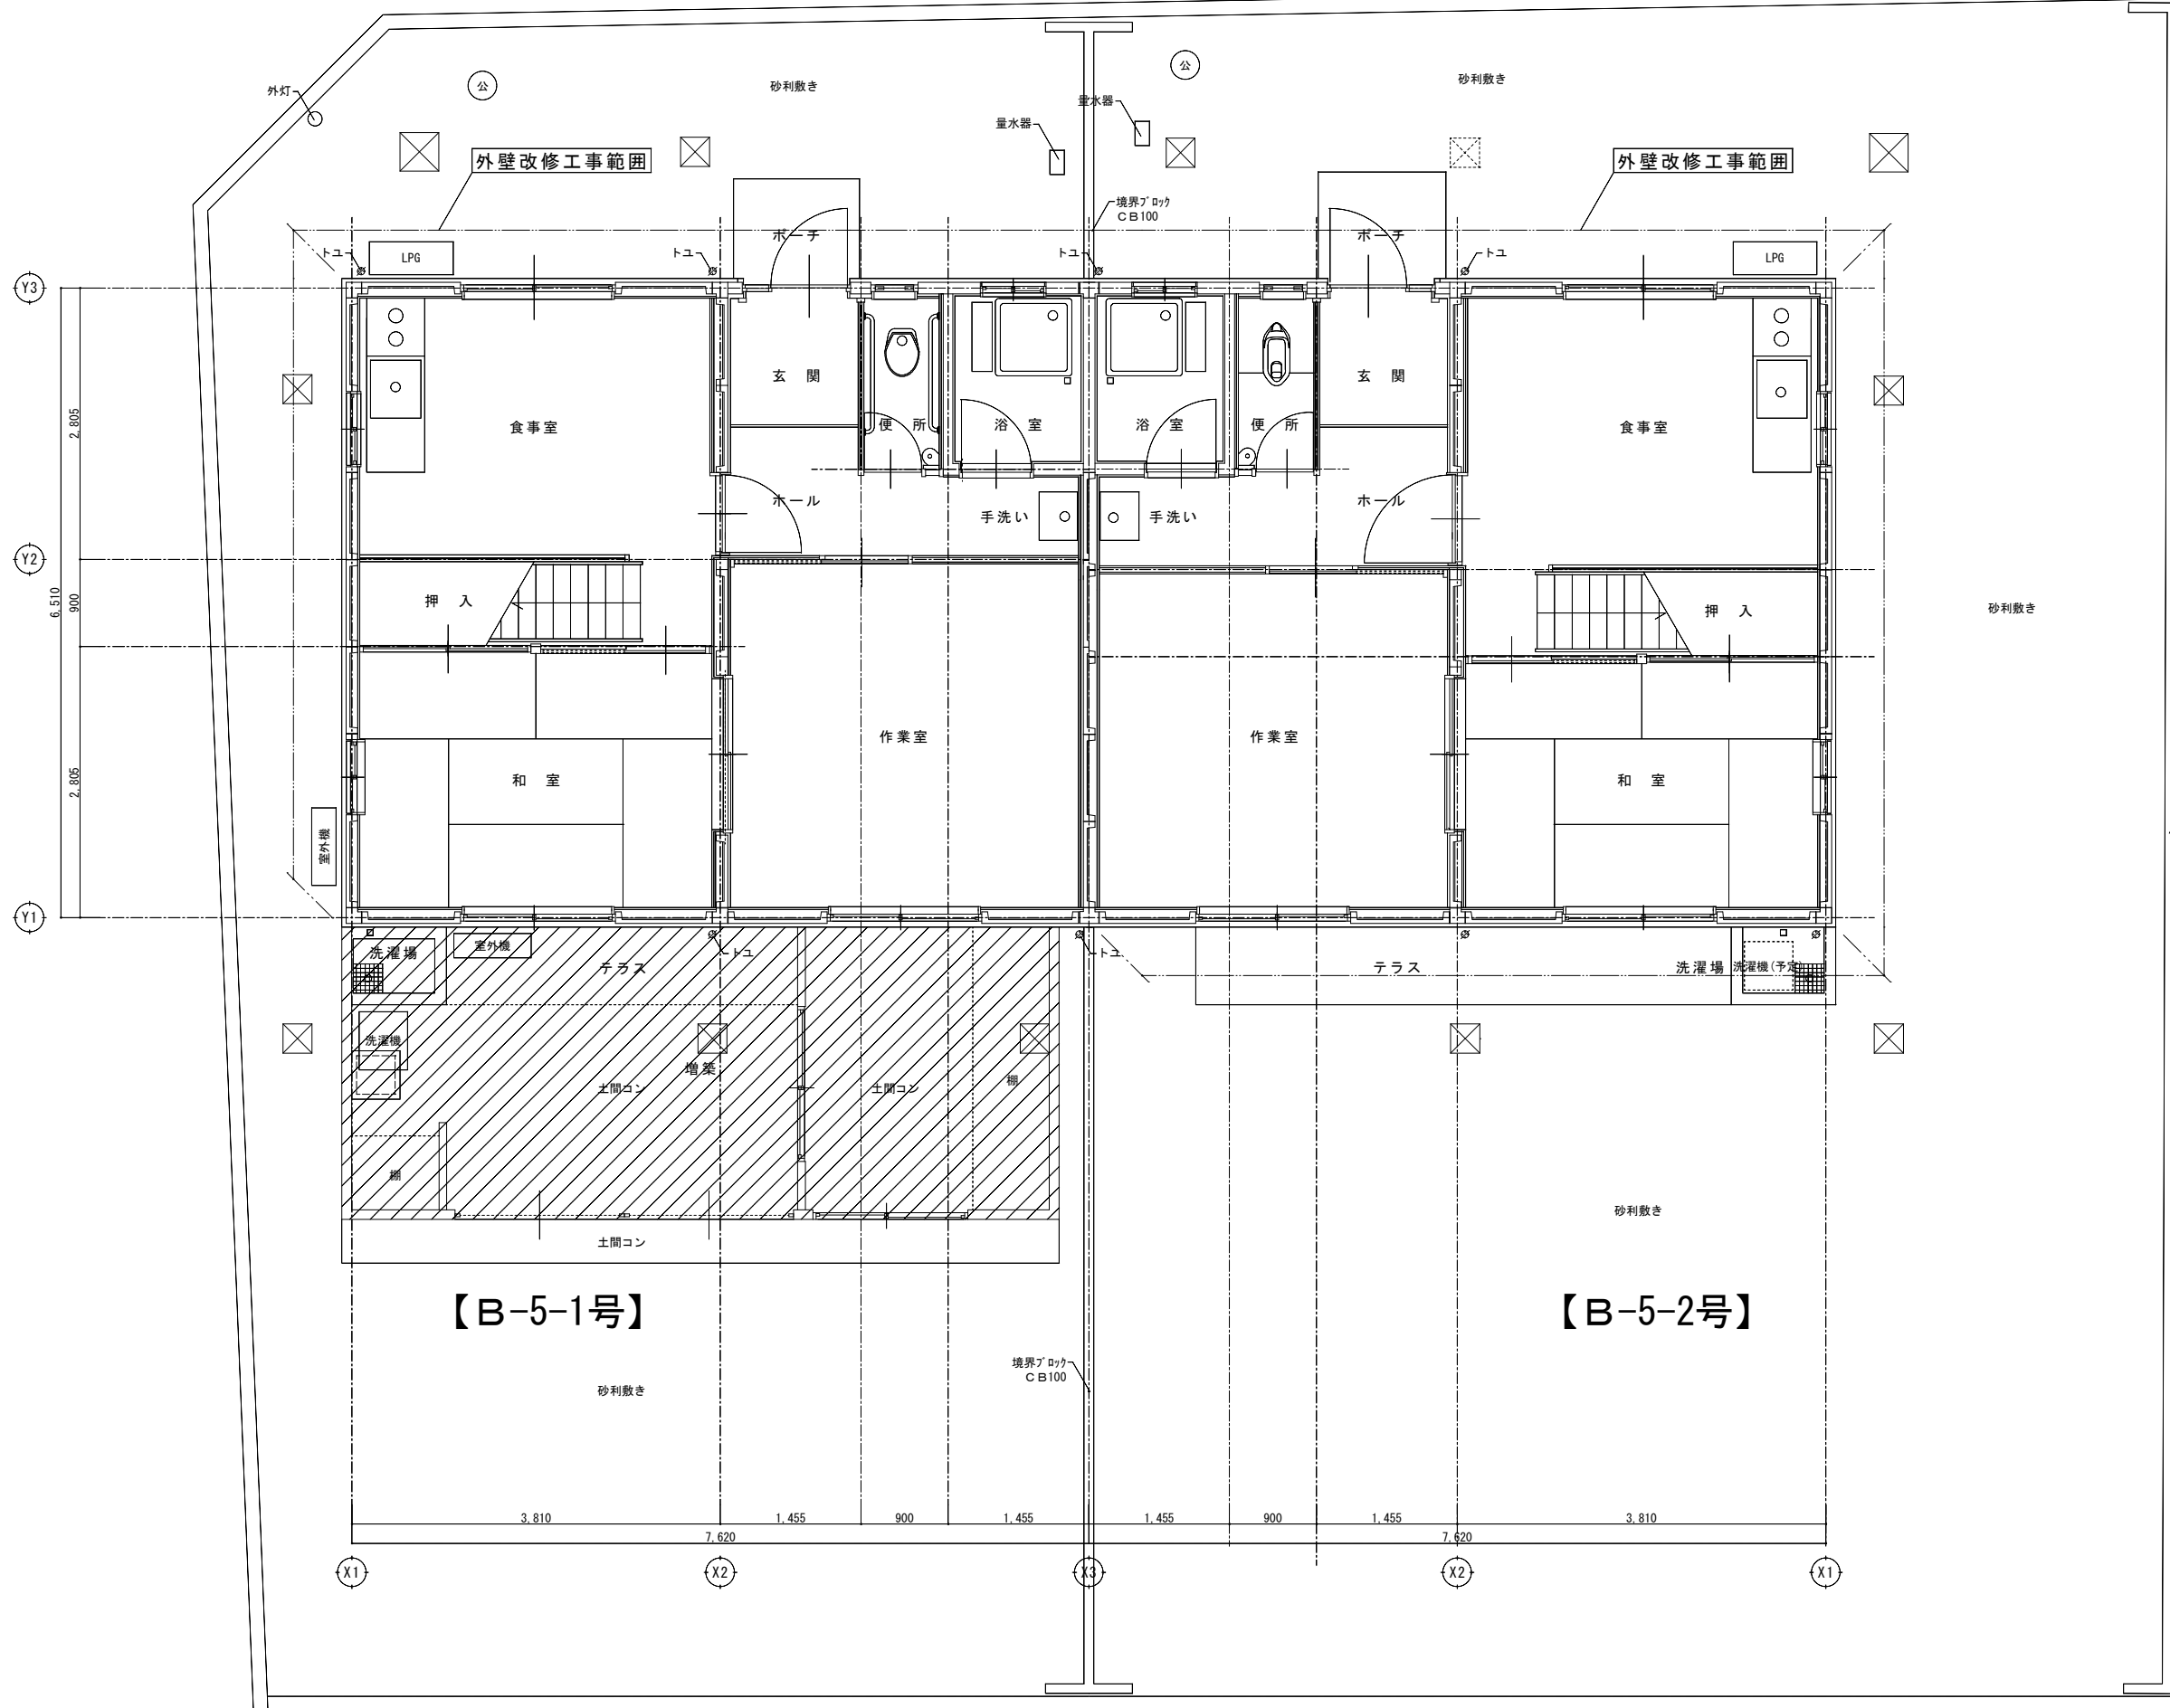 公
公
砂利敷き
砂利敷き
外灯
量水器
量水器
外壁改修工事範囲
外壁改修工事範囲
境界ブロック
CB100
ポーチ
ポーチ
トユ
LPG
トユ
トユ
トユ
LPG
Y3
玄 関
玄 関
食事室
便 所
浴 室
浴 室
便 所
食事室
2,805
ホール
手洗い
手洗い
ホール
Y2
6,510
900
押 入
押 入
砂利敷き
作業室
作業室
和 室
和 室
2,805
室外機
Y1
洗濯場
室外機
テラス
トユ
トユ
テラス
洗濯場
洗濯機(予定)
洗濯機
増築
土間コン
土間コン
棚
棚
砂利敷き
土間コン
【B-5-1号】
【B-5-2号】
境界ブロック
CB100
砂利敷き
3,810
1,455
900
1,455
1,455
900
1,455
3,810
7,620
7,620
X1
X2
X3
X2
X1